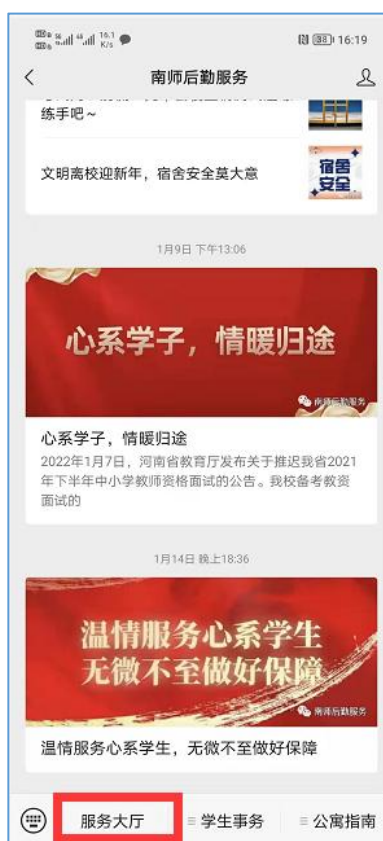 16.1
K/s
88
16:19
南师后勤服务
练手吧～
文明离校迎新年，宿舍安全莫大意
宿舍
安全
1月9日 下午13:06
心系学子，情暖归途
南师后勤服务
心系学子，情暖归途
2022年1月7日，河南省教育厅发布关于推迟我省2021
年下半年中小学教师资格面试的公告。我校备考教资
面试的
1月14日 晚上18:36
温情服务心系学生
无微不至做好保障
南师后勤服务
温情服务心系学生，无微不至做好保障
服务大厅
学生事务
公寓指南